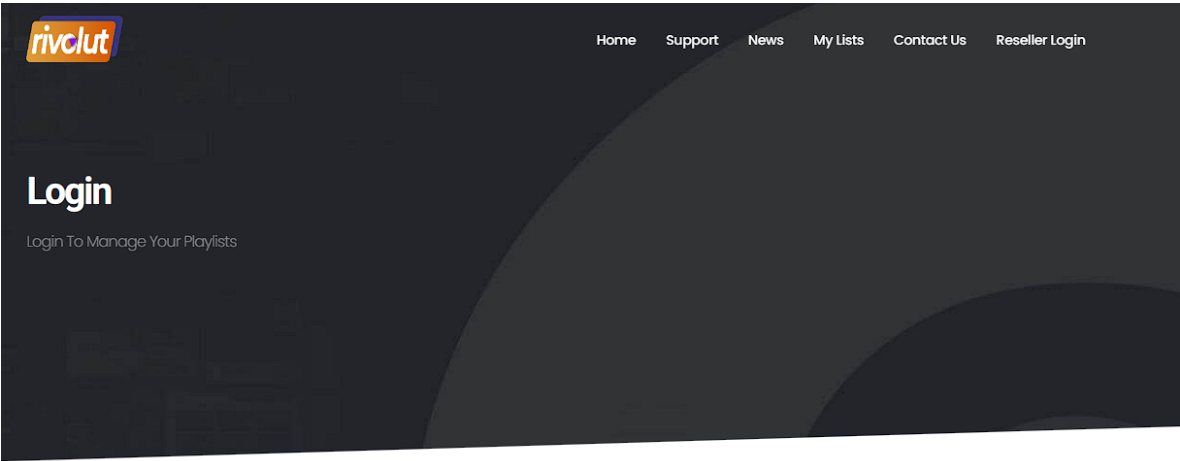 rivolut
Home Support News My Lists Contact Us Reseller Login
Login
Login To Manage Your Playlists